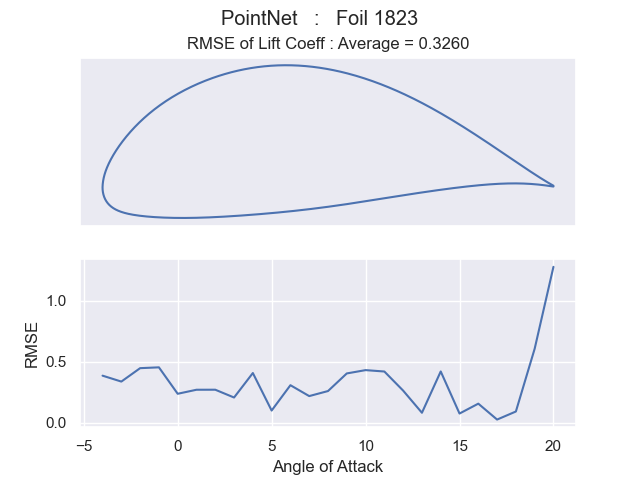 PointNet : Foil 1823
RMSE of Lift Coeff : Average = 0.3260
1.0
0.5
0.0
RMSE
−5 0 5 10 15 20
Angle of Attack